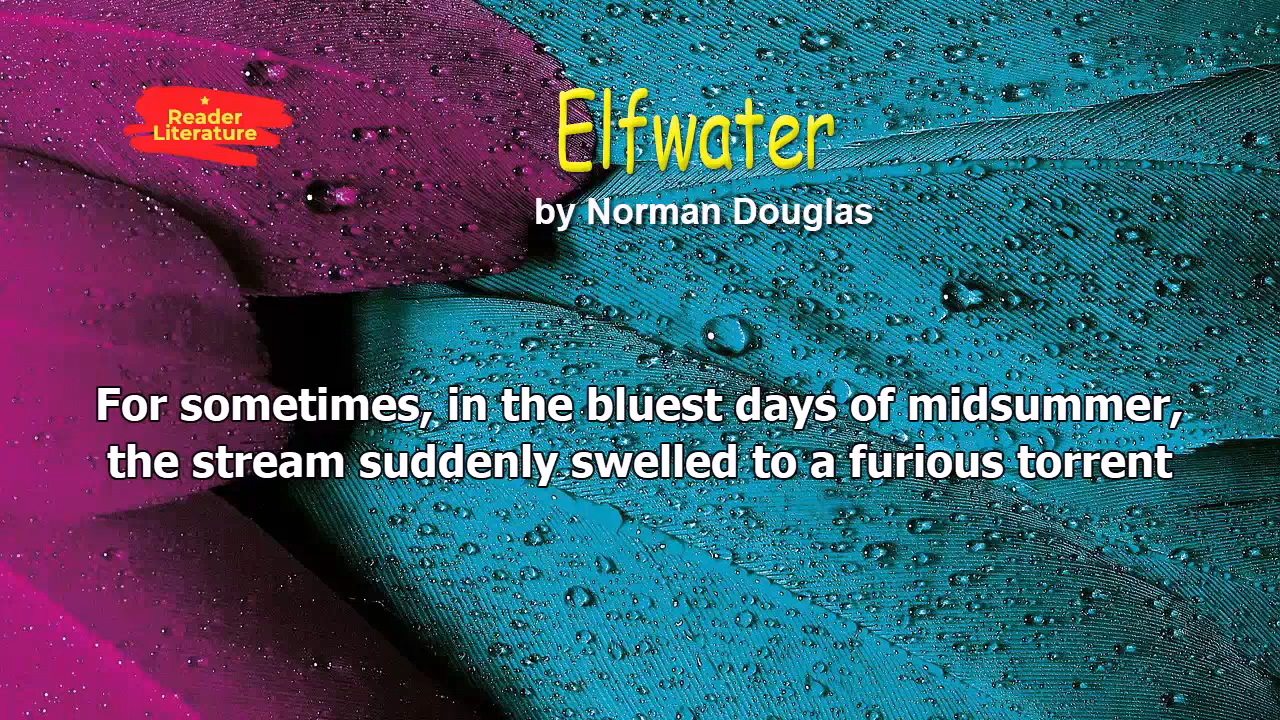 Reader
Literature
Elfwater
by Norman Douglas
For sometimes, in the bluest days of midsummer,
the stream suddenly swelled to a furious torrent